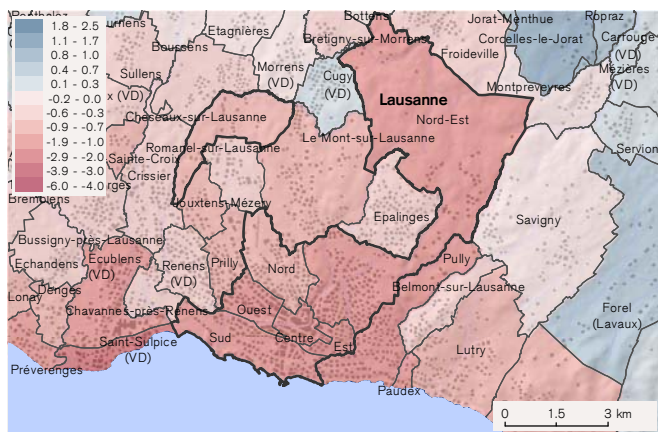 1.8 - 2.5
1.1 - 1.7
0.8 - 1.0
0.4 - 0.7
0.1 - 0.3
-0.2 - 0.0
-0.6 - -0.3
-0.9 - -0.7
-1.9 - -1.0
-2.9 - -2.0
-3.9 - -3.0
-6.0 - -4.0
Etagnières
Bottens
Jorat-Menthue
Ropraz
Boussens
Bretigny-sur-Morrens
Corcelles-le-Jorat
Carrouge
(VD)
Froideville
Sullens
Morrens
(VD)
Cugy
(VD)
Mézières
(VD)
Montpreveyres
x (VD)
Lausanne
Nord-Est
Cheseaux-sur-Lausanne
Le Mont-sur-Lausanne
Romanel-sur-Lausanne
Servion
Sainte-Croix
Crissier
Jouxtens-Mézery
Epalinges
Savigny
Bussigny-près-Lausanne
Ecublens
(VD)
Echandens
Renens
(VD)
Prilly
Nord
Pully
Belmont-sur-Lausanne
Denges
Lonay
Chavannes-près-Renens
Ouest
Forel
(Lavaux)
Saint-Sulpice
(VD)
Sud
Centre
Est
Lutry
Préverenges
Paudex
0 1.5 3 km